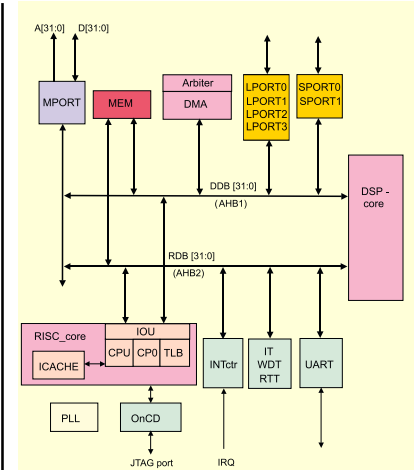 A[31:0] D[31:0]
MPORT
MEM
Arbiter
DMA
LPORT0
LPORT1
LPORT2
LPORT3
SPORT0
SPORT1
DSP -
core
DDB [31:0]
(AHB1)
RDB [31:0]
(AHB2)
RISC_core
IOU
CPU CP0 TLB
ICACHE
INTctr
IT
WDT
RTT
UART
PLL
OnCD
JTAG port
IRQ